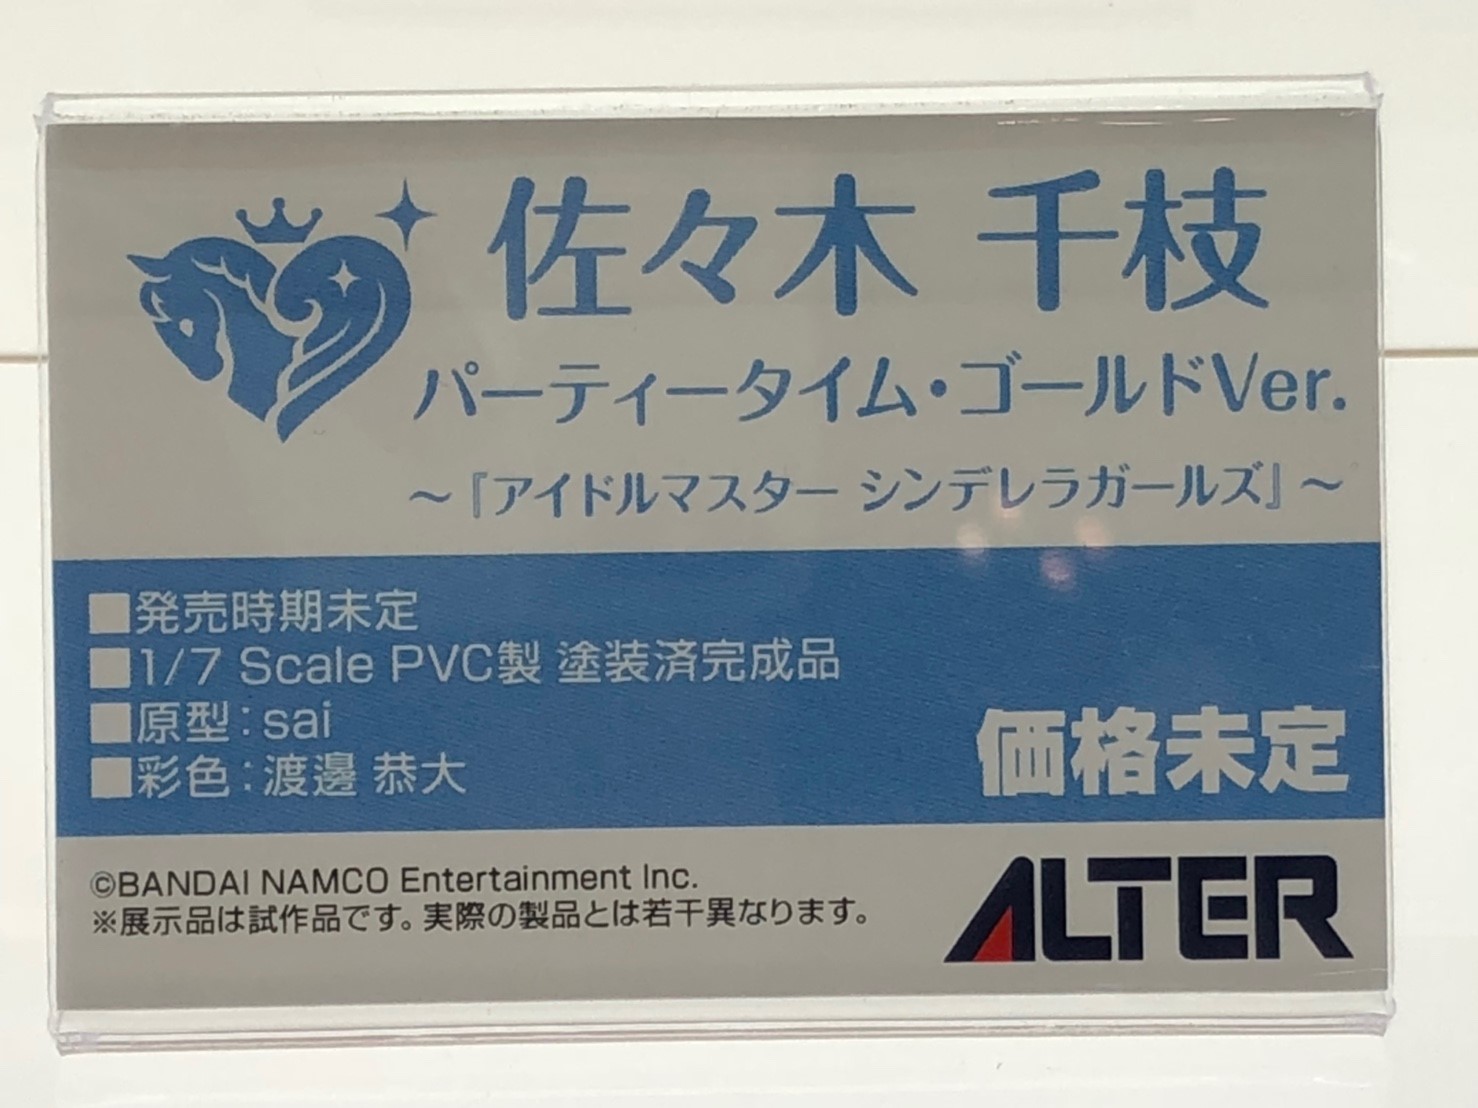 佐々木 千枝
パーティータイム・ゴールドVer.
～『アイドルマスター シンデレラガールズ』～
■発売時期未定
■1/7 Scale PVC製 塗装済完成品
■原型：sai
■彩色：渡邊 恭大
価格未定
©BANDAI NAMCO Entertainment Inc.
※展示品は試作品です。実際の製品とは若干異なります。
ALTER